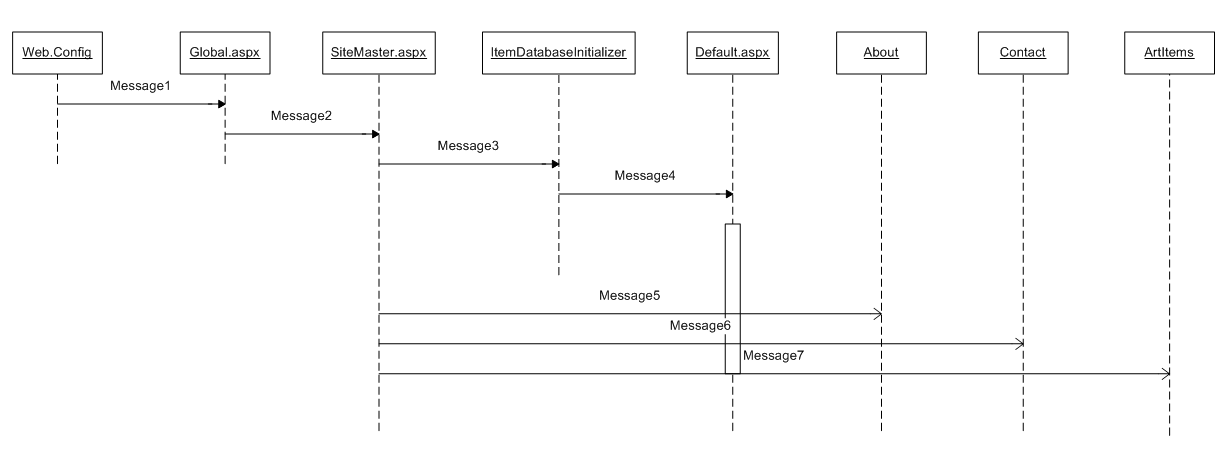 Web.Config
Global.aspx
SiteMaster.aspx
ItemDatabaseInitializer
Default.aspx
About
Contact
ArtItems
Message1
Message2
Message3
Message4
Message5
Message6
Message7